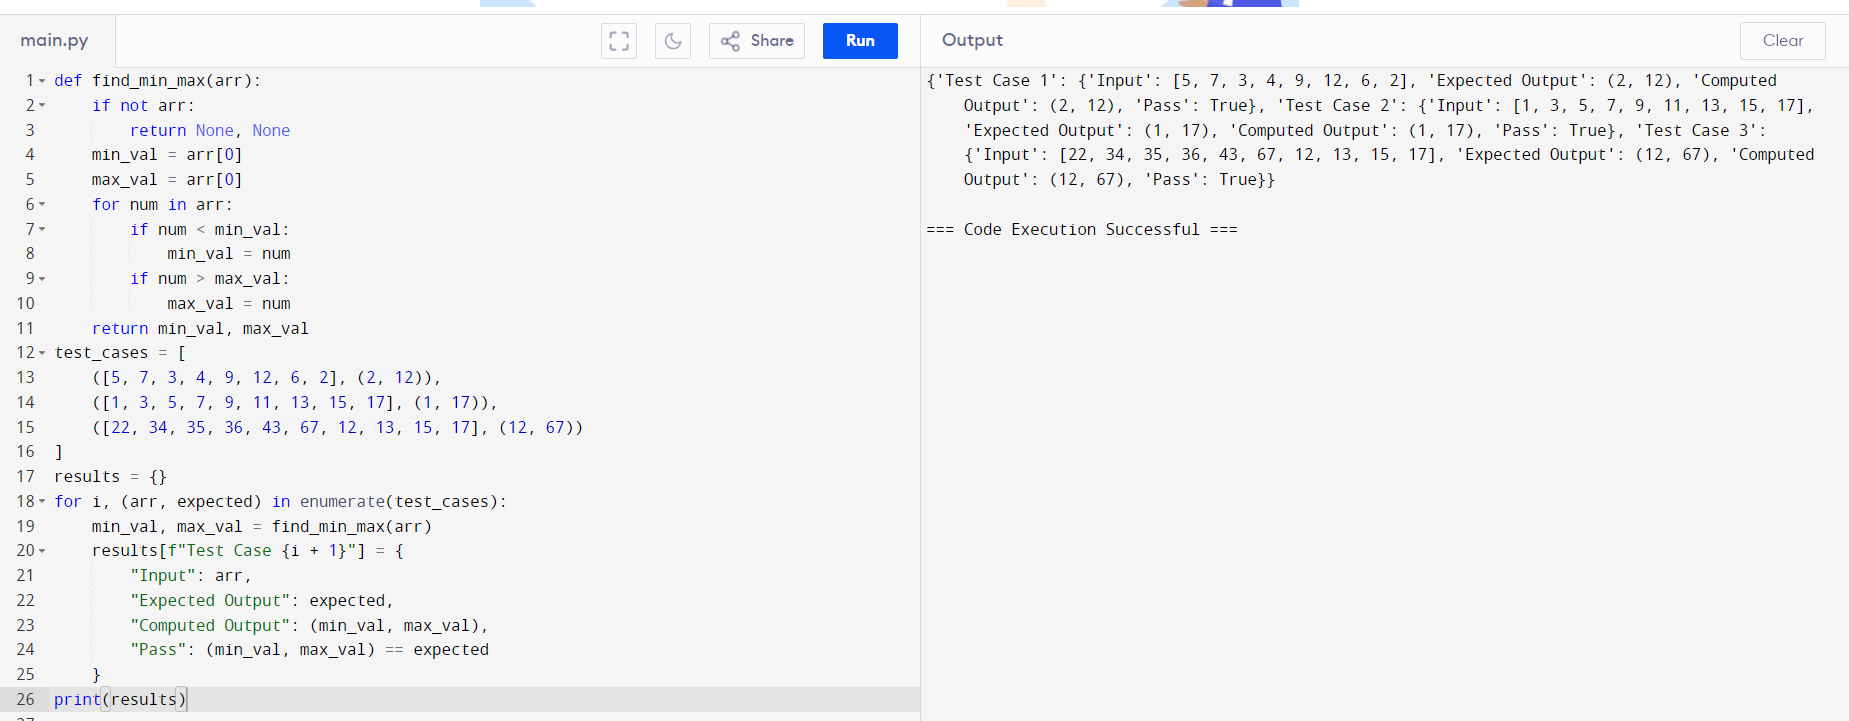 main.py
Share
Run
Output
Clear
1 def find_min_max(arr):
2     if not arr:
3         return None, None
4     min_val = arr[0]
5     max_val = arr[0]
6     for num in arr:
7         if num < min_val:
8             min_val = num
9         if num > max_val:
10             max_val = num
11     return min_val, max_val
12 test_cases = [
13     ([5, 7, 3, 4, 9, 12, 6, 2], (2, 12)),
14     ([1, 3, 5, 7, 9, 11, 13, 15, 17], (1, 17)),
15     ([22, 34, 35, 36, 43, 67, 12, 13, 15, 17], (12, 67))
16 ]
17 results = {}
18 for i, (arr, expected) in enumerate(test_cases):
19     min_val, max_val = find_min_max(arr)
20     results[f"Test Case {i + 1}"] = {
21         "Input": arr,
22         "Expected Output": expected,
23         "Computed Output": (min_val, max_val),
24         "Pass": (min_val, max_val) == expected
25     }
26 print(results)
27
{'Test Case 1': {'Input': [5, 7, 3, 4, 9, 12, 6, 2], 'Expected Output': (2, 12), 'Computed
Output': (2, 12), 'Pass': True}, 'Test Case 2': {'Input': [1, 3, 5, 7, 9, 11, 13, 15, 17],
'Expected Output': (1, 17), 'Computed Output': (1, 17), 'Pass': True}, 'Test Case 3':
{'Input': [22, 34, 35, 36, 43, 67, 12, 13, 15, 17], 'Expected Output': (12, 67), 'Computed
Output': (12, 67), 'Pass': True}}
=== Code Execution Successful ===